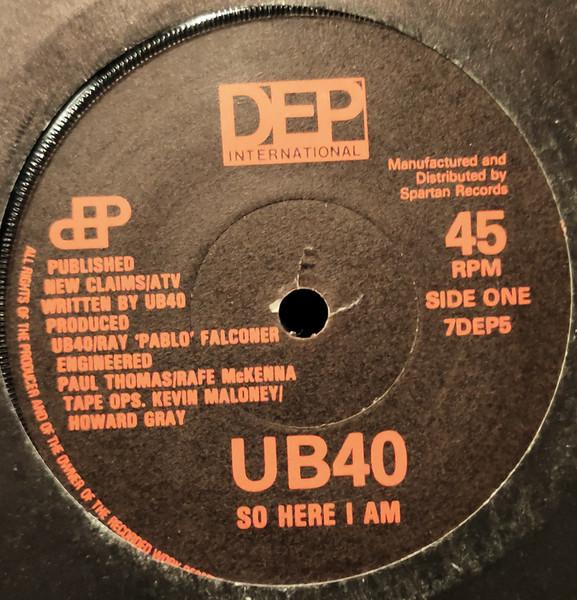 DEP
INTERNATIONAL
Manufactured and
Distributed by
Spartan Records
dEP
45
RPM
SIDE ONE
7DEP5
PUBLISHED
NEW CLAIMS/ATV
WRITTEN BY UB40
PRODUCED
UB40/RAY 'PABLO' FALCONER
ENGINEERED
PAUL THOMAS/RAFE McKENNA
TAPE OPS. KEVIN MALONEY/
HOWARD GRAY
UB40
SO HERE I AM
ALL RIGHTS OF THE PRODUCER AND OF THE OWNER OF THE RECORDED WORK